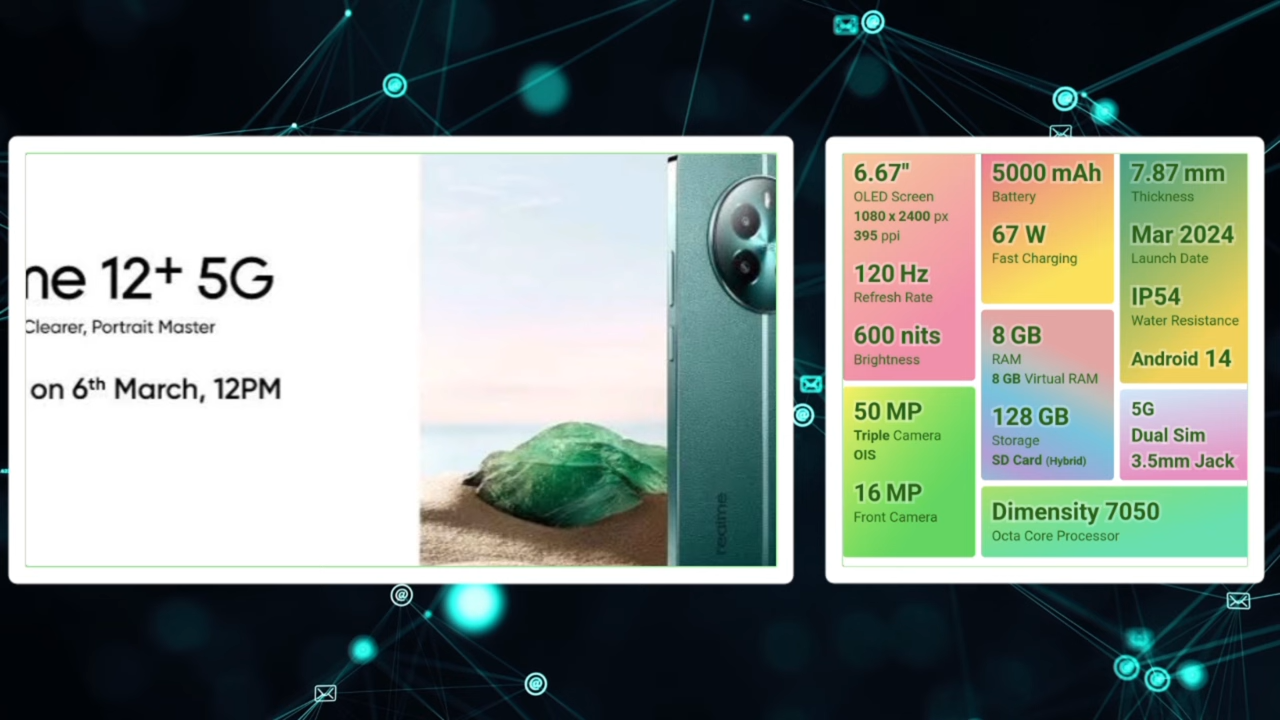 ne 12+ 5G
Clearer, Portrait Master
on 6th March, 12PM
realme
6.67"
OLED Screen
1080 x 2400 px
395 ppi
120 Hz
Refresh Rate
600 nits
Brightness
50 MP
Triple Camera
OIS
16 MP
Front Camera
5000 mAh
Battery
67 W
Fast Charging
8 GB
RAM
8 GB Virtual RAM
128 GB
Storage
SD Card (Hybrid)
7.87 mm
Thickness
Mar 2024
Launch Date
IP54
Water Resistance
Android 14
5G
Dual Sim
3.5mm Jack
Dimensity 7050
Octa Core Processor